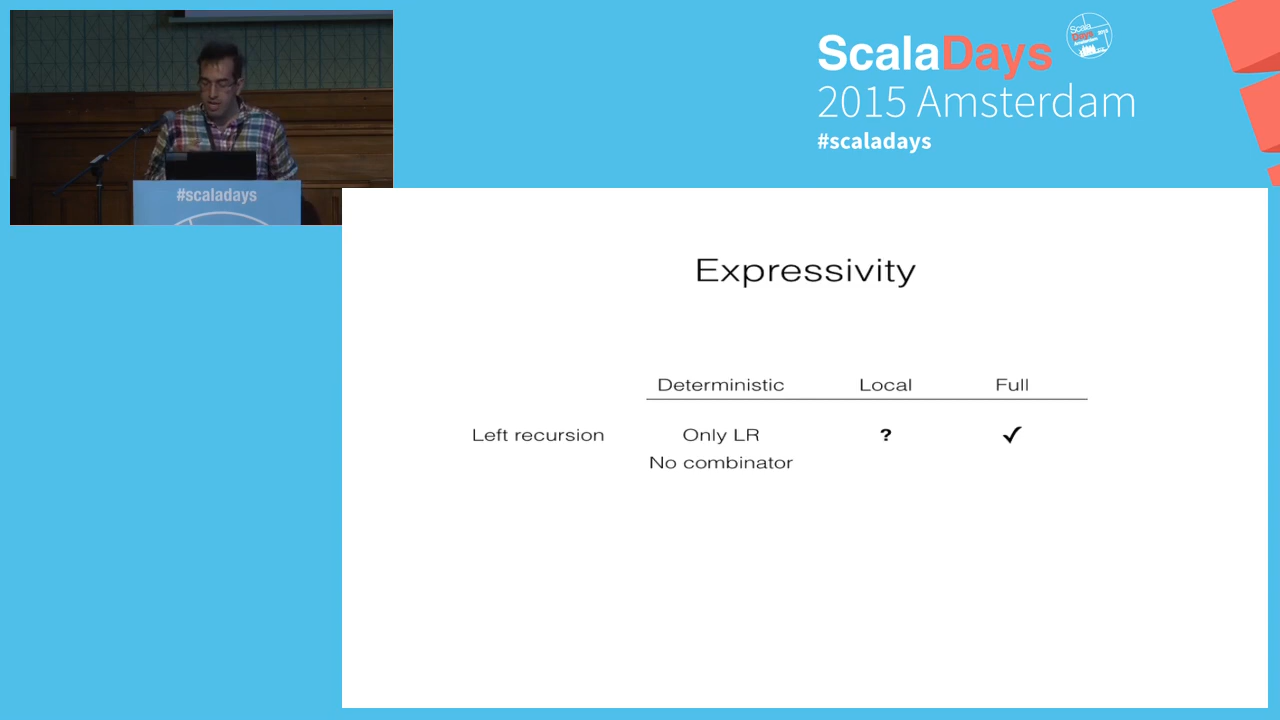 ScalaDays
2015 Amsterdam
#scaladays
#scaladays
Expressivity
Deterministic Local Full
Left recursion Only LR ? ✓
No combinator